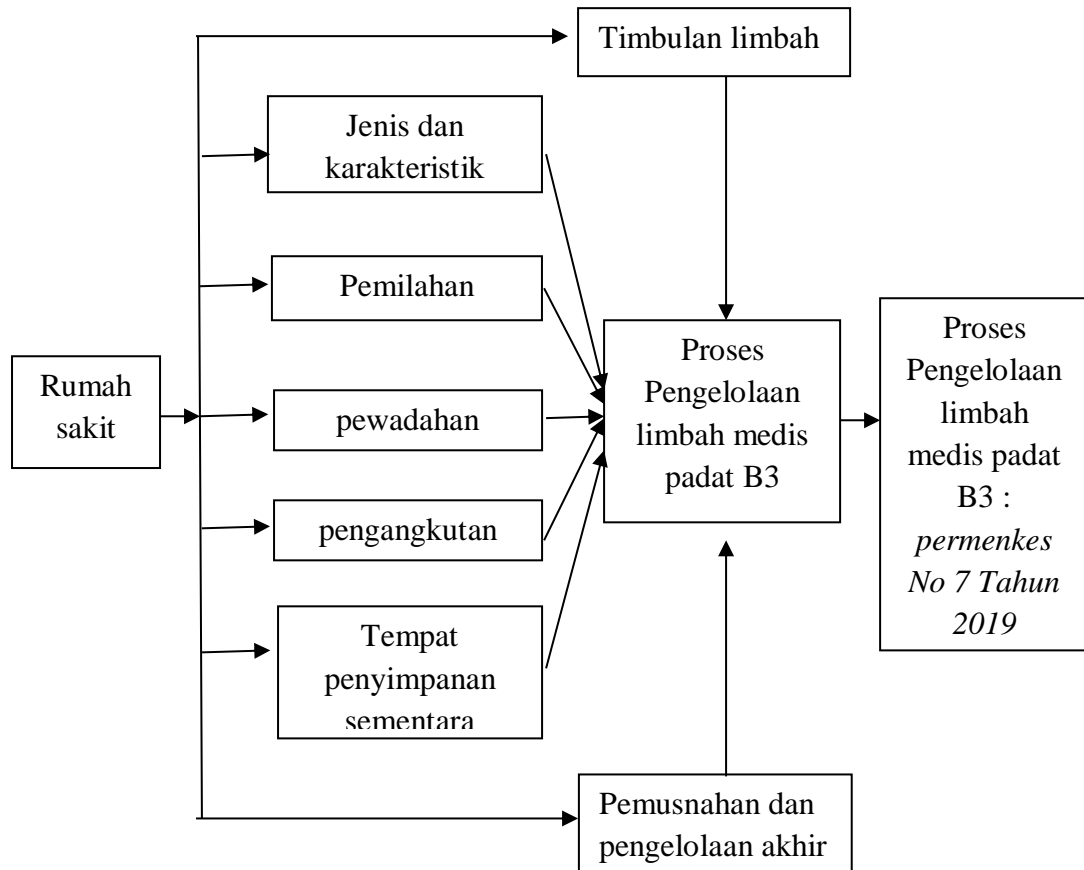 Timbulan limbah
Jenis dan
karakteristik
Pemilahan
Rumah
sakit
pewadahan
pengangkutan
Tempat
penyimpanan
sementara
Proses
Pengelolaan
limbah medis
padat B3
Proses
Pengelolaan
limbah
medis padat
B3 :
permenkes
No 7 Tahun
2019
Pemusnahan dan
pengelolaan akhir